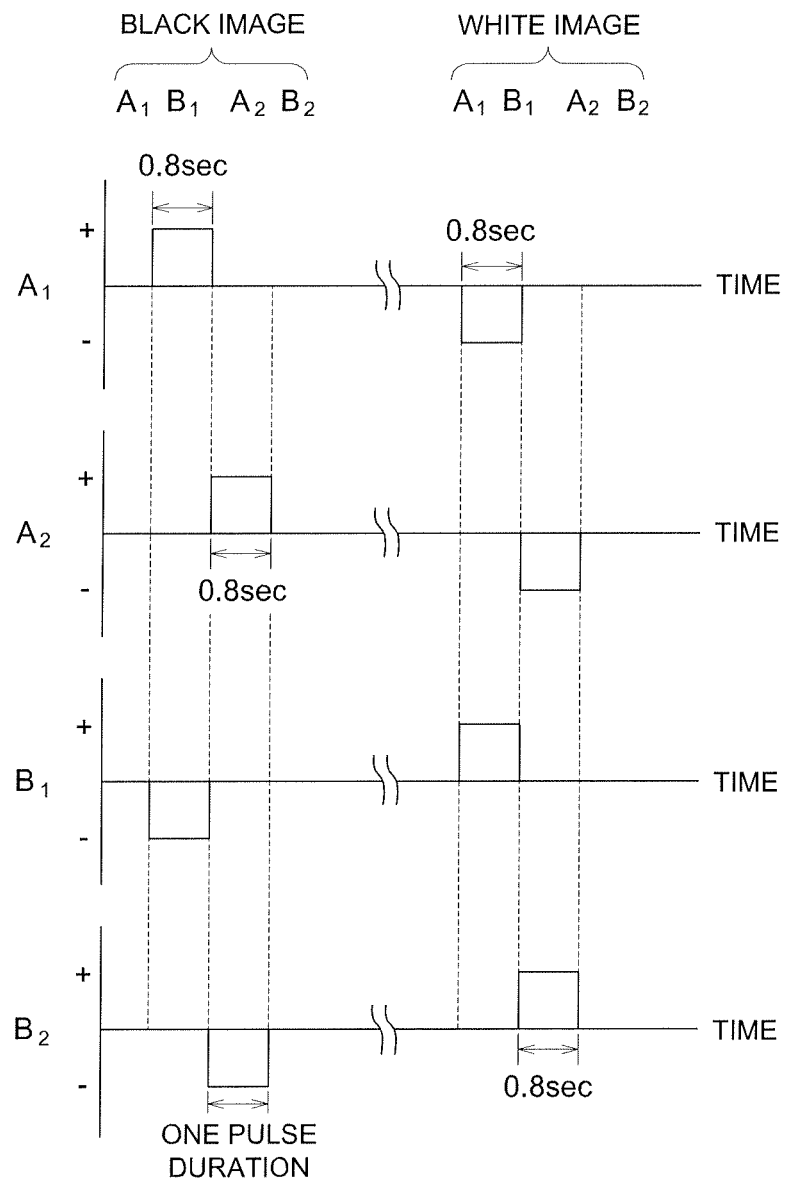 BLACK IMAGE WHITE IMAGE
A₁ B₁ A₂ B₂ A₁ B₁ A₂ B₂
0.8sec
+ 0.8sec
A₁ TIME
-
+
A₂ TIME
- 0.8sec
+
B₁ TIME
-
+
B₂ TIME
- 0.8sec
ONE PULSE
DURATION